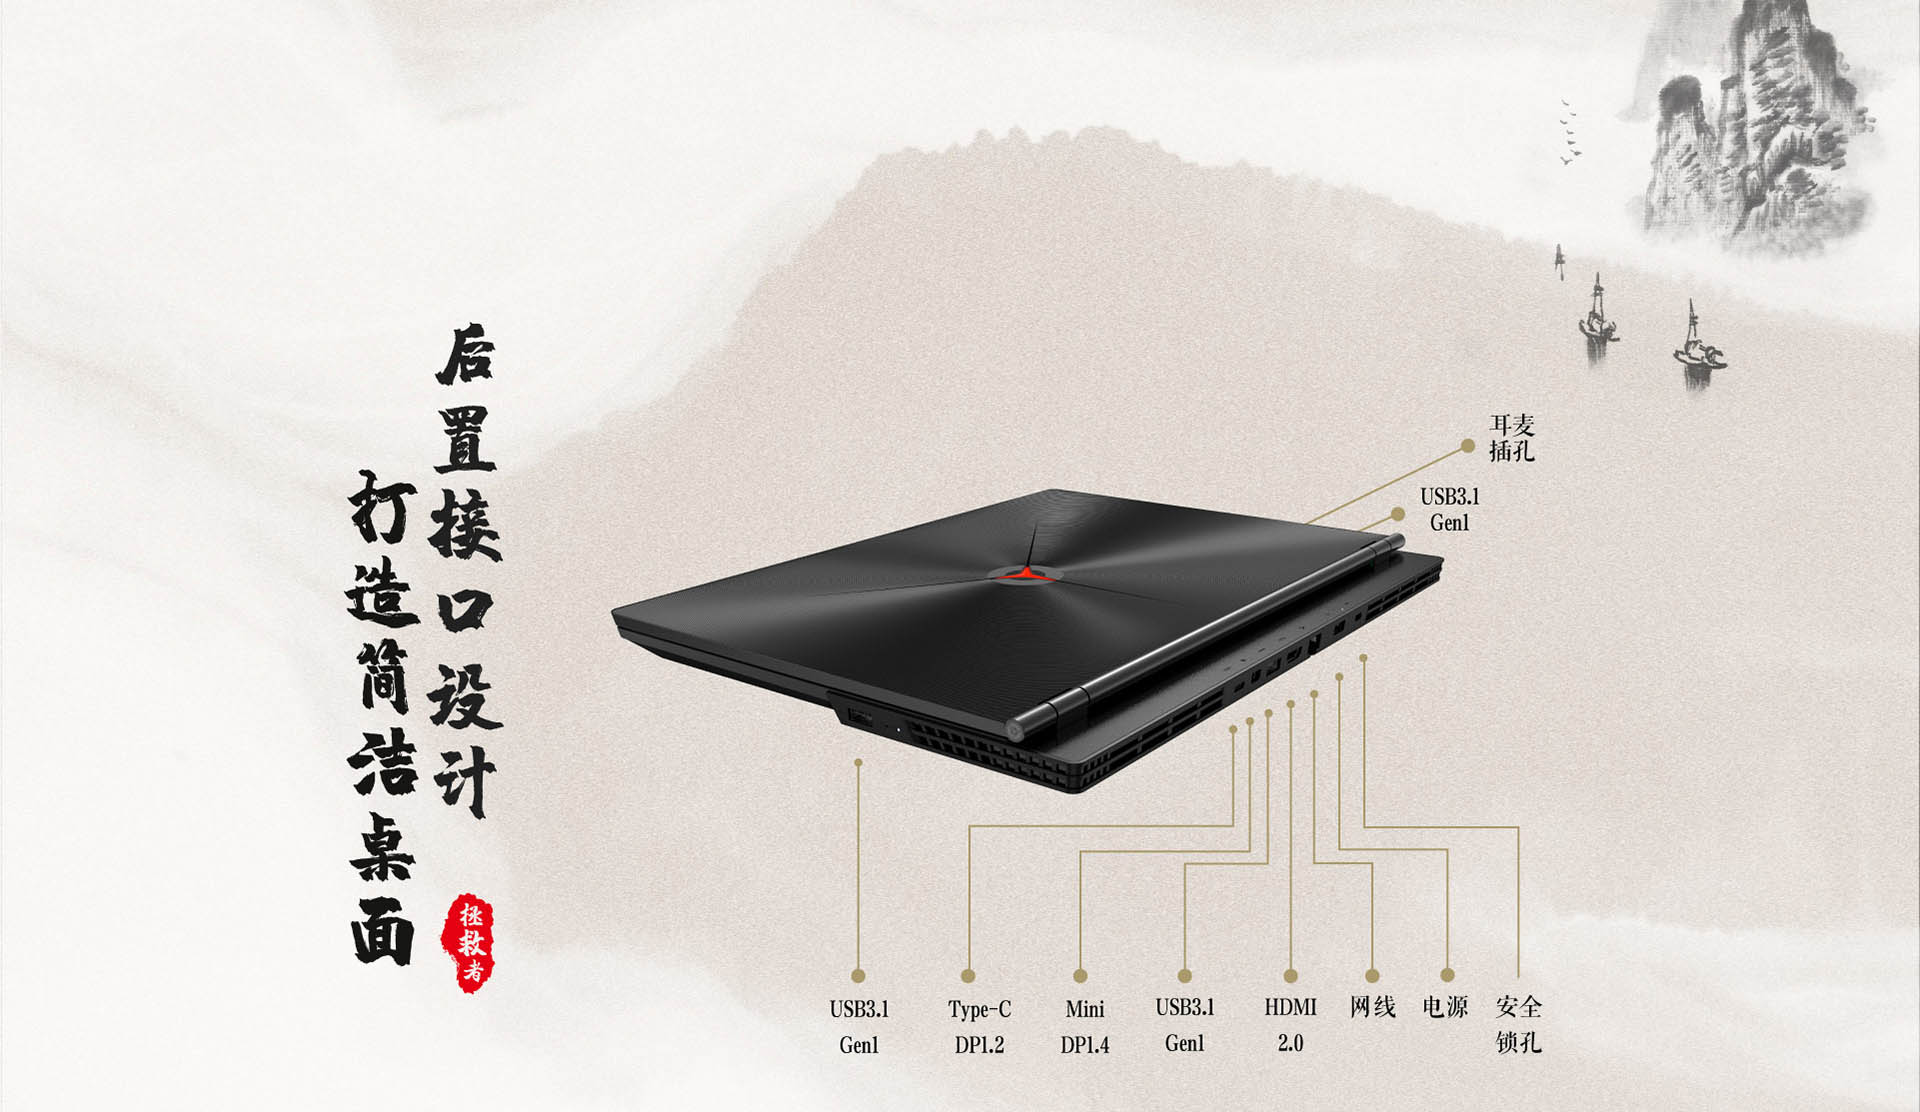 后置接口设计
打造简洁桌面
拯救者
耳麦
插孔
USB3.1
Gen1
USB3.1
Gen1
Type-C
DP1.2
Mini
DP1.4
USB3.1
Gen1
HDMI
2.0
网线
电源
安全
锁孔